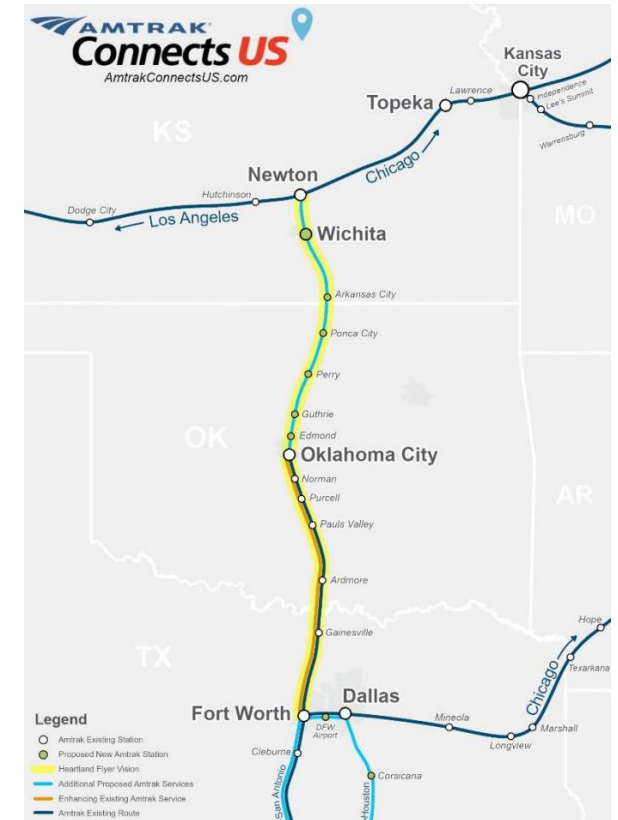 AMTRAK
Connects US
AmtrakConnectsUS.com
Kansas
City
Lawrence
Independence
Lee's Summit
Topeka
Warrensburg
KS
Chicago
Newton
Hutchinson
Dodge City
Los Angeles
MO
Wichita
Arkansas City
Ponca City
Perry
Guthrie
Edmond
OK
Oklahoma City
Norman
AR
Purcell
Pauls Valley
Ardmore
Hope
Gainesville
TX
Texarkana
Chicago
Dallas
Fort Worth
DFW
Airport
Mineola
Marshall
Longview
Cleburne
Corsicana
San Antonio
Houston
Legend
Amtrak Existing Station
Proposed New Amtrak Station
Heartland Flyer Vision
Additional Proposed Amtrak Services
Enhancing Existing Amtrak Service
Amtrak Existing Route